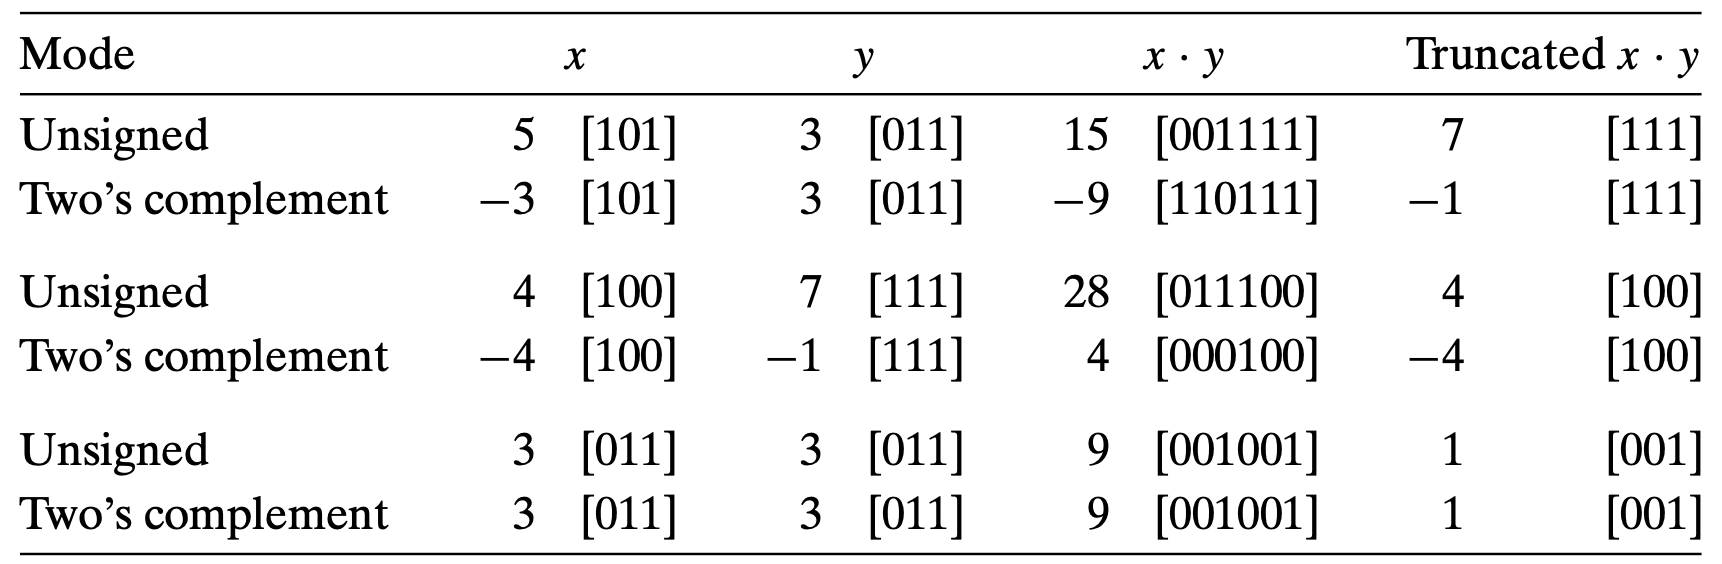 Mode x y x · y Truncated x · y
Unsigned 5 [101] 3 [011] 15 [001111] 7 [111]
Two’s complement −3 [101] 3 [011] −9 [110111] −1 [111]
Unsigned 4 [100] 7 [111] 28 [011100] 4 [100]
Two’s complement −4 [100] −1 [111] 4 [000100] −4 [100]
Unsigned 3 [011] 3 [011] 9 [001001] 1 [001]
Two’s complement 3 [011] 3 [011] 9 [001001] 1 [001]